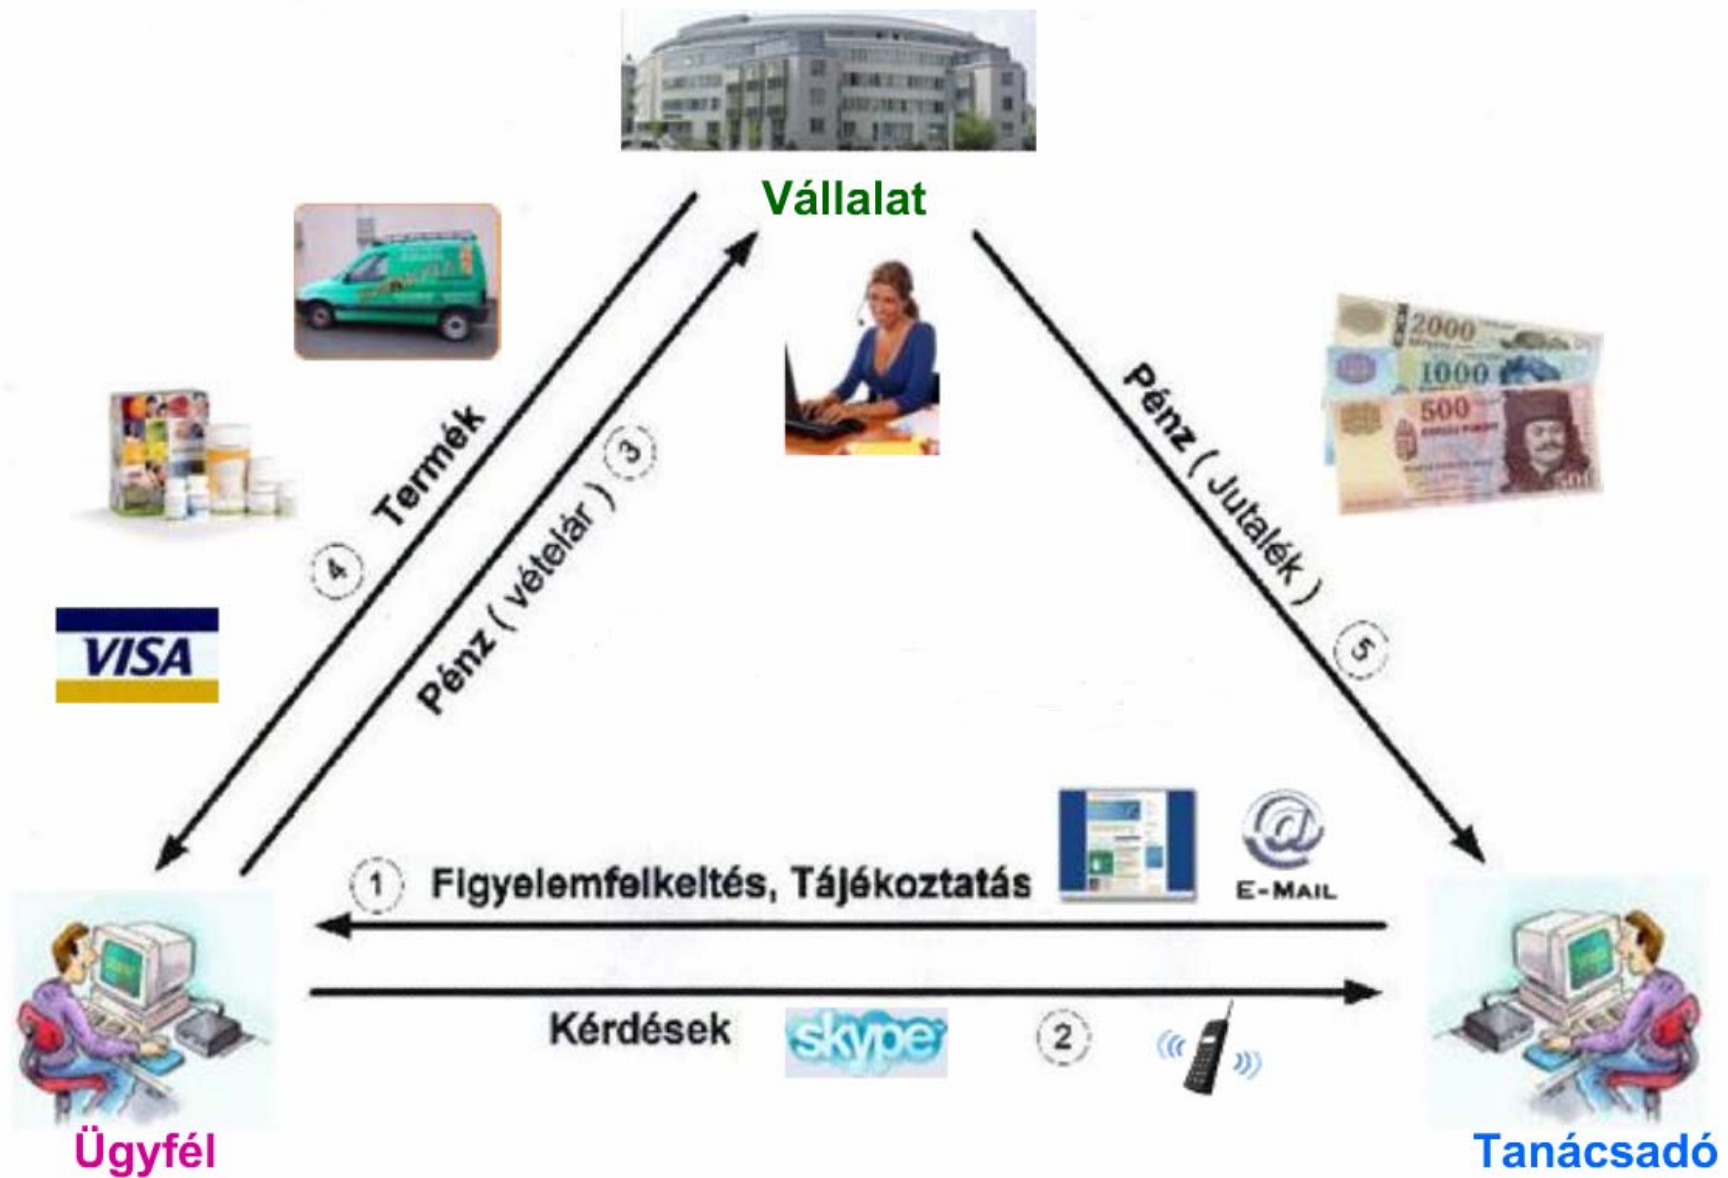 Vállalat
2000
1000
500
4 Termék
Pénz ( vételár ) 3
Pénz ( Jutalék ) 5
VISA
1 Figyelemfelkeltés, Tájékoztatás
E-MAIL
Kérdések
skype
2
Ügyfél
Tanácsadó